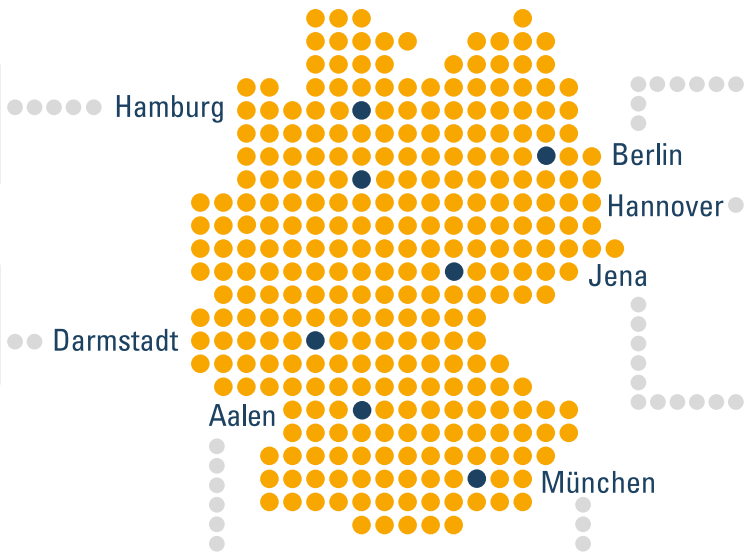 Hamburg
Berlin
Hannover
Jena
Darmstadt
Aalen
München